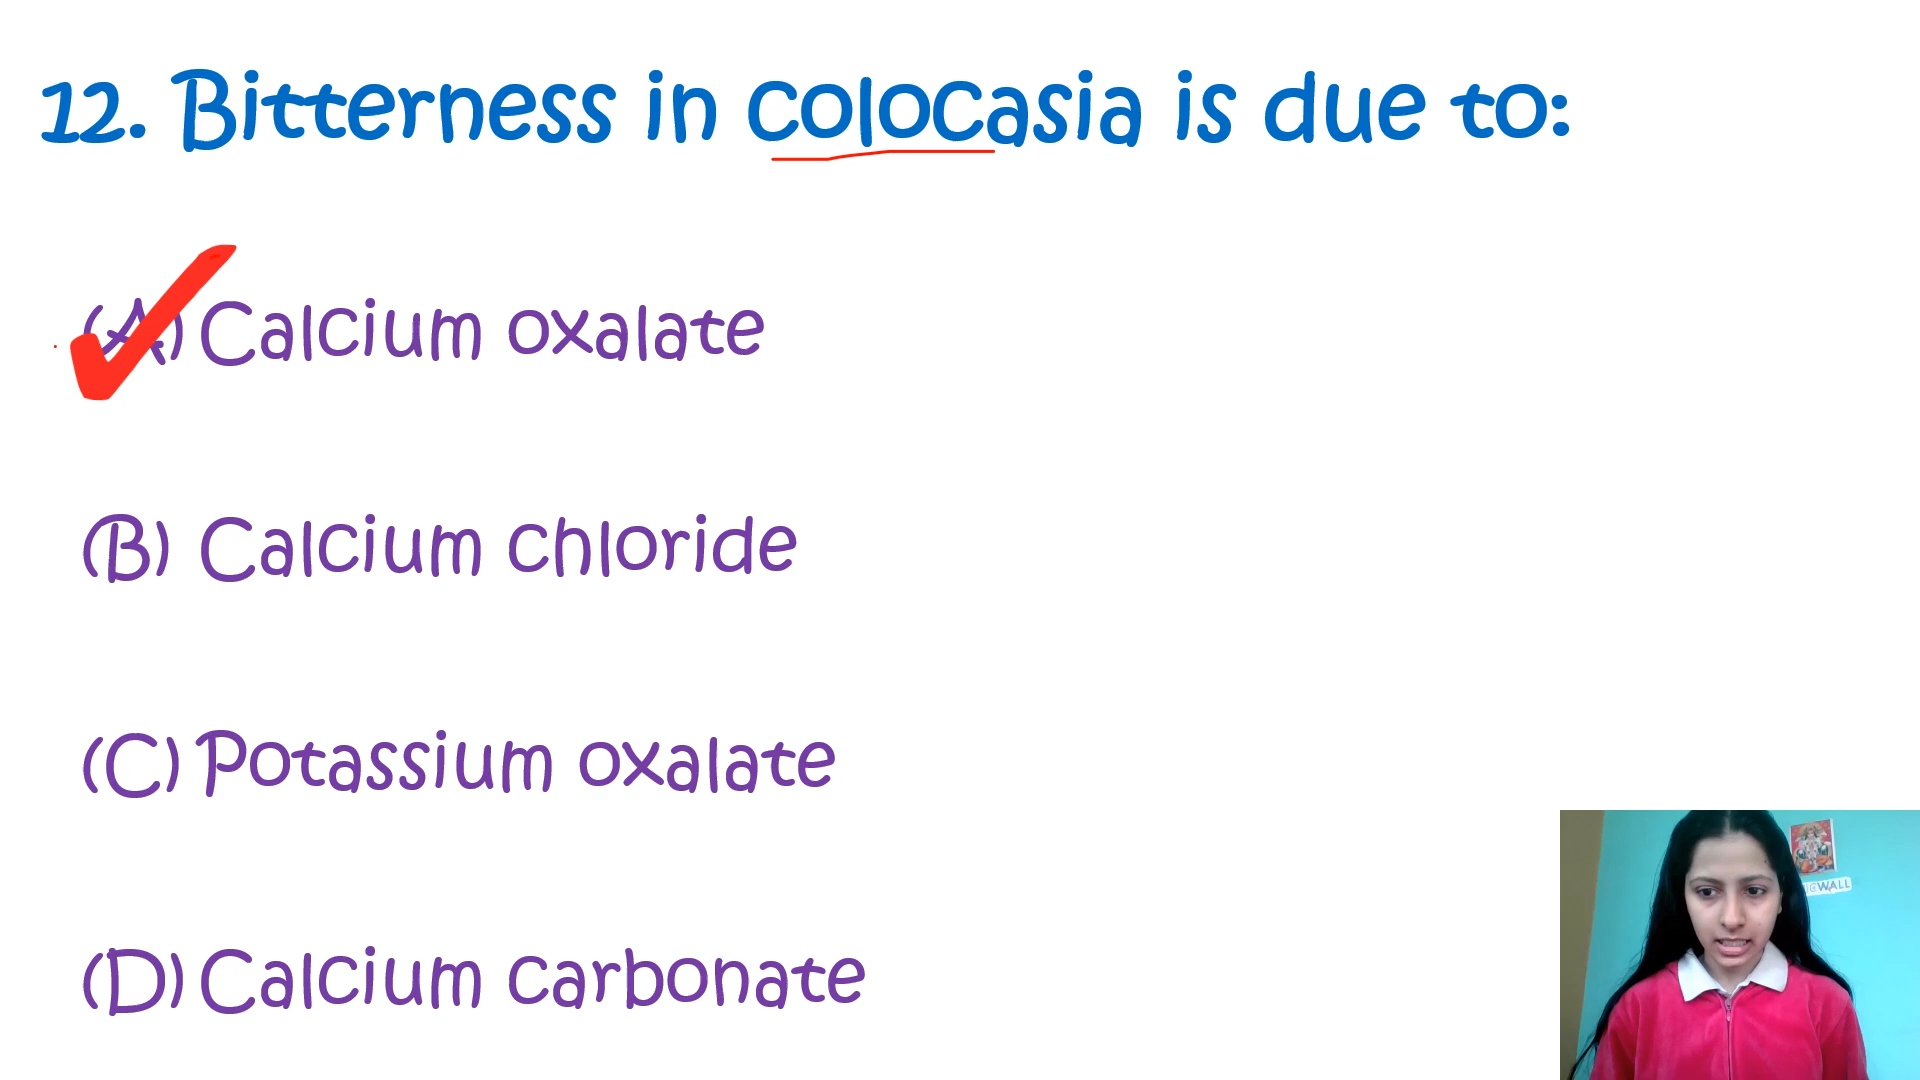 12. Bitterness in colocasia is due to:
(A) Calcium oxalate
(B) Calcium chloride
(C) Potassium oxalate
(D) Calcium carbonate